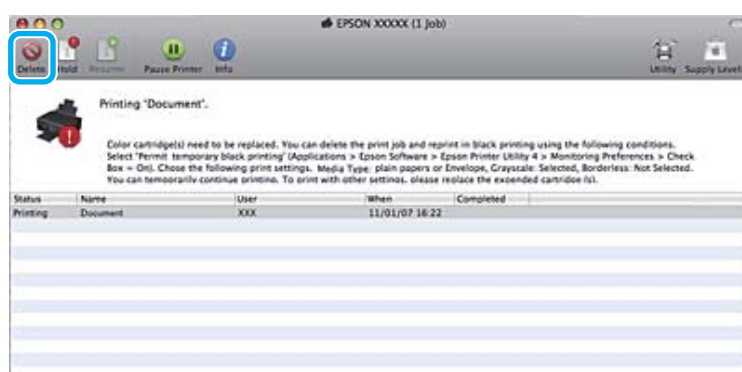 EPSON XXXXX (1 Job)
Delete Hold Resume Pause Printer Info Utility Supply Levels
Printing "Document".
Color cartridge(s) need to be replaced. You can delete the print job and reprint in black printing using the following conditions.
Select "Permit temporary black printing" (Applications > Epson Software > Epson Printer Utility 4 > Monitoring Preferences > Check
Box = On). Chose the following print settings. Media Type: plain papers or Envelope, Grayscale: Selected, Borderless: Not Selected.
You can temporarily continue printing. To print with other settings, please replace the expended cartridge (s).
Status Name User When Completed
Printing Document XXX 11/01/07 16:22